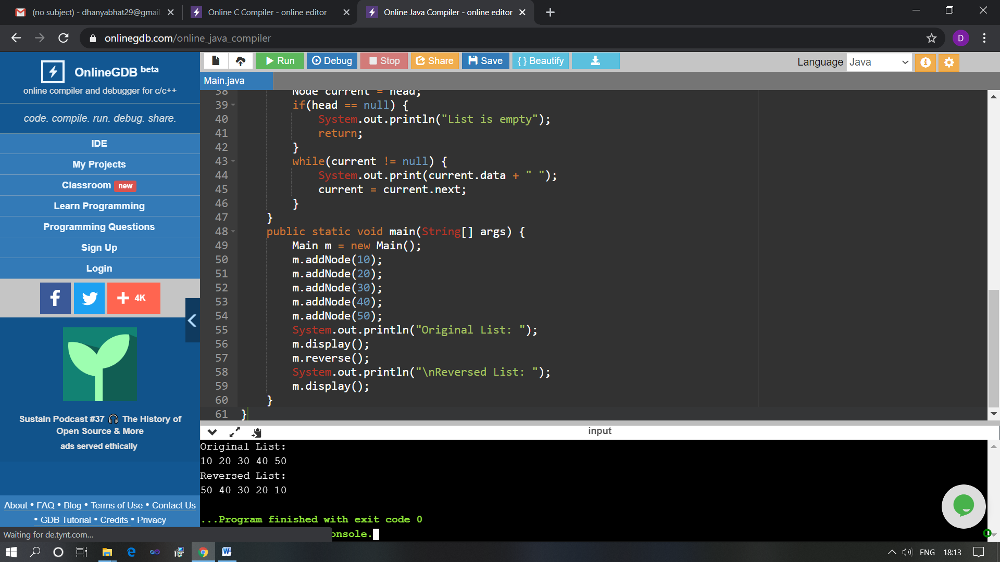 (no subject) - dhanyabhat29@gmail
Online C Compiler - online editor
Online Java Compiler - online editor
onlinegdb.com/online_java_compiler
D
OnlineGDB beta
online compiler and debugger for c/c++
code. compile. run. debug. share.
IDE
My Projects
Classroom new
Learn Programming
Programming Questions
Sign Up
Login
4K
Sustain Podcast #37 🎧 The History of
Open Source & More
ads served ethically
About • FAQ • Blog • Terms of Use • Contact Us
• GDB Tutorial • Credits • Privacy
Waiting for de.tynt.com...
Run
Debug
Stop
Share
Save
{ } Beautify
Language Java
Main.java
38 Node current = head;
39 if(head == null) {
40 System.out.println("List is empty");
41 return;
42 }
43 while(current != null) {
44 System.out.print(current.data + " ");
45 current = current.next;
46 }
47 }
48 public static void main(String[] args) {
49 Main m = new Main();
50 m.addNode(10);
51 m.addNode(20);
52 m.addNode(30);
53 m.addNode(40);
54 m.addNode(50);
55 System.out.println("Original List: ");
56 m.display();
57 m.reverse();
58 System.out.println("\nReversed List: ");
59 m.display();
60 }
61 }
input
Original List:
10 20 30 40 50
Reversed List:
50 40 30 20 10
...Program finished with exit code 0
onsole.
ENG 18:13